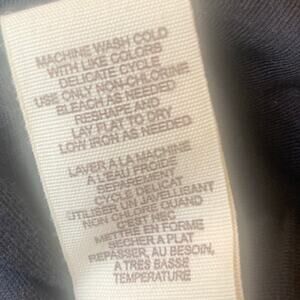 MACHINE WASH COLD
WITH LIKE COLORS
DELICATE CYCLE
USE ONLY NON-CHLORINE
BLEACH AS NEEDED
RESHAPE AND
LAY FLAT TO DRY
LOW IRON AS NEEDED
LAVER A LA MACHINE
A L'EAU FROIDE
SEPAREMENT
CYCLE DELICAT
UTILISER UN JAVELLISANT
NON CHLORE QUAND
C'EST NEC
METTRE EN FORME
SECHER A PLAT
REPASSER, AU BESOIN,
A TRES BASSE
TEMPERATURE